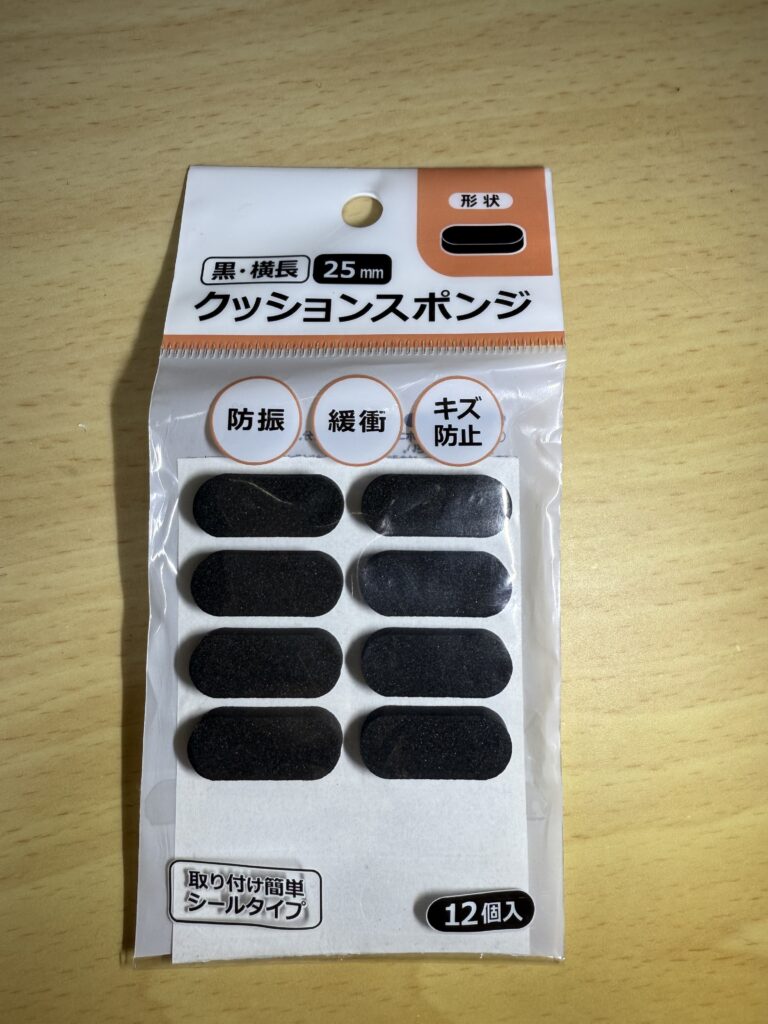 形状
黒・横長 25mm
クッションスポンジ
防振
緩衝
キズ
防止
取り付け簡単
シールタイプ
12個入